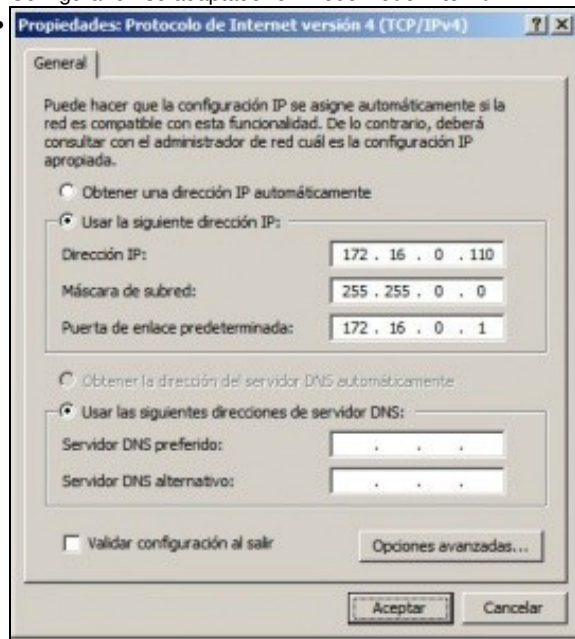 Propiedades: Protocolo de Internet versión 4 (TCP/IPv4)
General
Puede hacer que la configuración IP se asigne automáticamente si la
red es compatible con esta funcionalidad. De lo contrario, deberá
consultar con el administrador de red cuál es la configuración IP
apropiada.
Obtener una dirección IP automáticamente
Usar la siguiente dirección IP:
Dirección IP: 172 . 16 . 0 . 110
Máscara de subred: 255 . 255 . 0 . 0
Puerta de enlace predeterminada: 172 . 16 . 0 . 1
Obtener la dirección del servidor DNS automáticamente
Usar las siguientes direcciones de servidor DNS:
Servidor DNS preferido: . . .
Servidor DNS alternativo: . . .
Validar configuración al salir
Opciones avanzadas...
Aceptar Cancelar